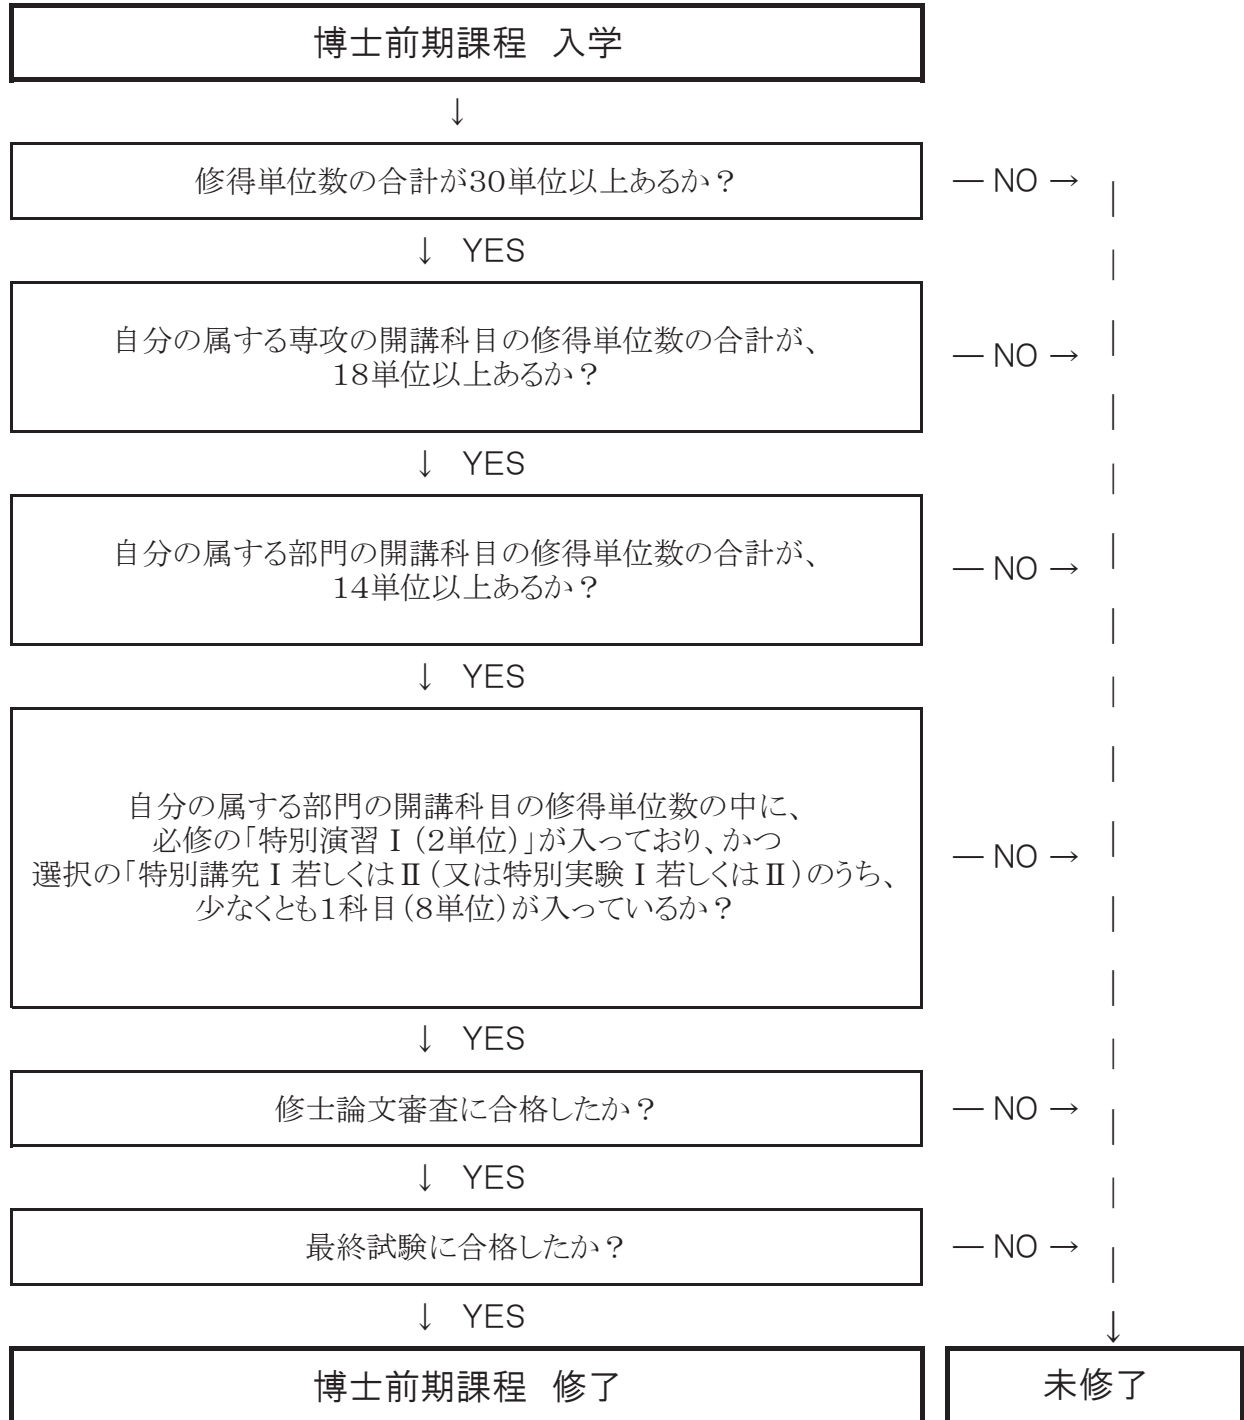 博士前期課程　入学
↓
修得単位数の合計が30単位以上あるか？
― NO →
↓　YES
自分の属する専攻の開講科目の修得単位数の合計が、
18単位以上あるか？
― NO →
↓　YES
自分の属する部門の開講科目の修得単位数の合計が、
14単位以上あるか？
― NO →
↓　YES
自分の属する部門の開講科目の修得単位数の中に、
必修の「特別演習Ⅰ（2単位）」が入っており、かつ
選択の「特別講究Ⅰ若しくはⅡ（又は特別実験Ⅰ若しくはⅡ）のうち、
少なくとも1科目（8単位）が入っているか？
― NO →
↓　YES
修士論文審査に合格したか？
― NO →
↓　YES
最終試験に合格したか？
― NO →
↓　YES
↓
博士前期課程　修了
未修了